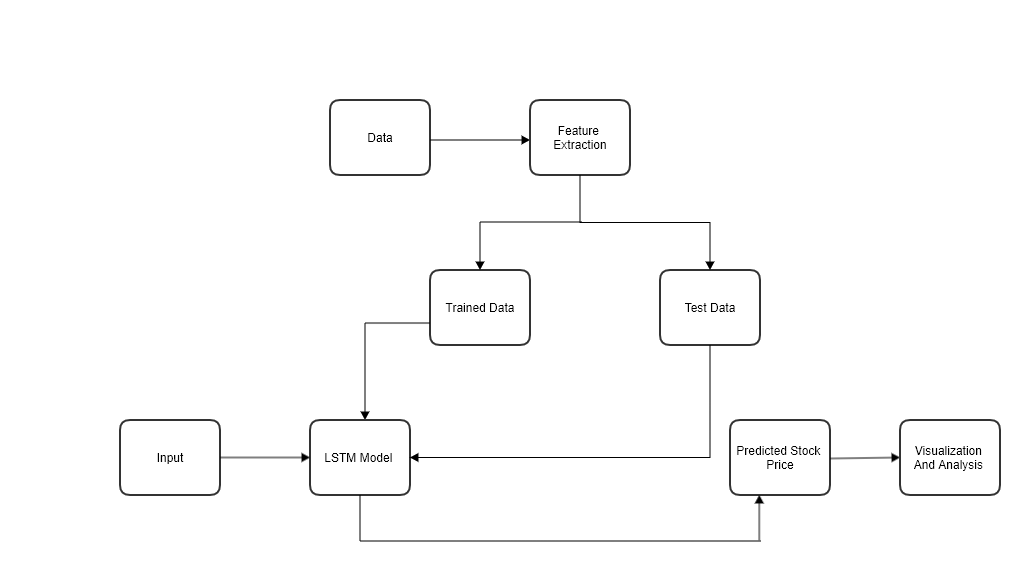 Data
Feature
Extraction
Trained Data
Test Data
Input
LSTM Model
Predicted Stock
Price
Visualization
And Analysis